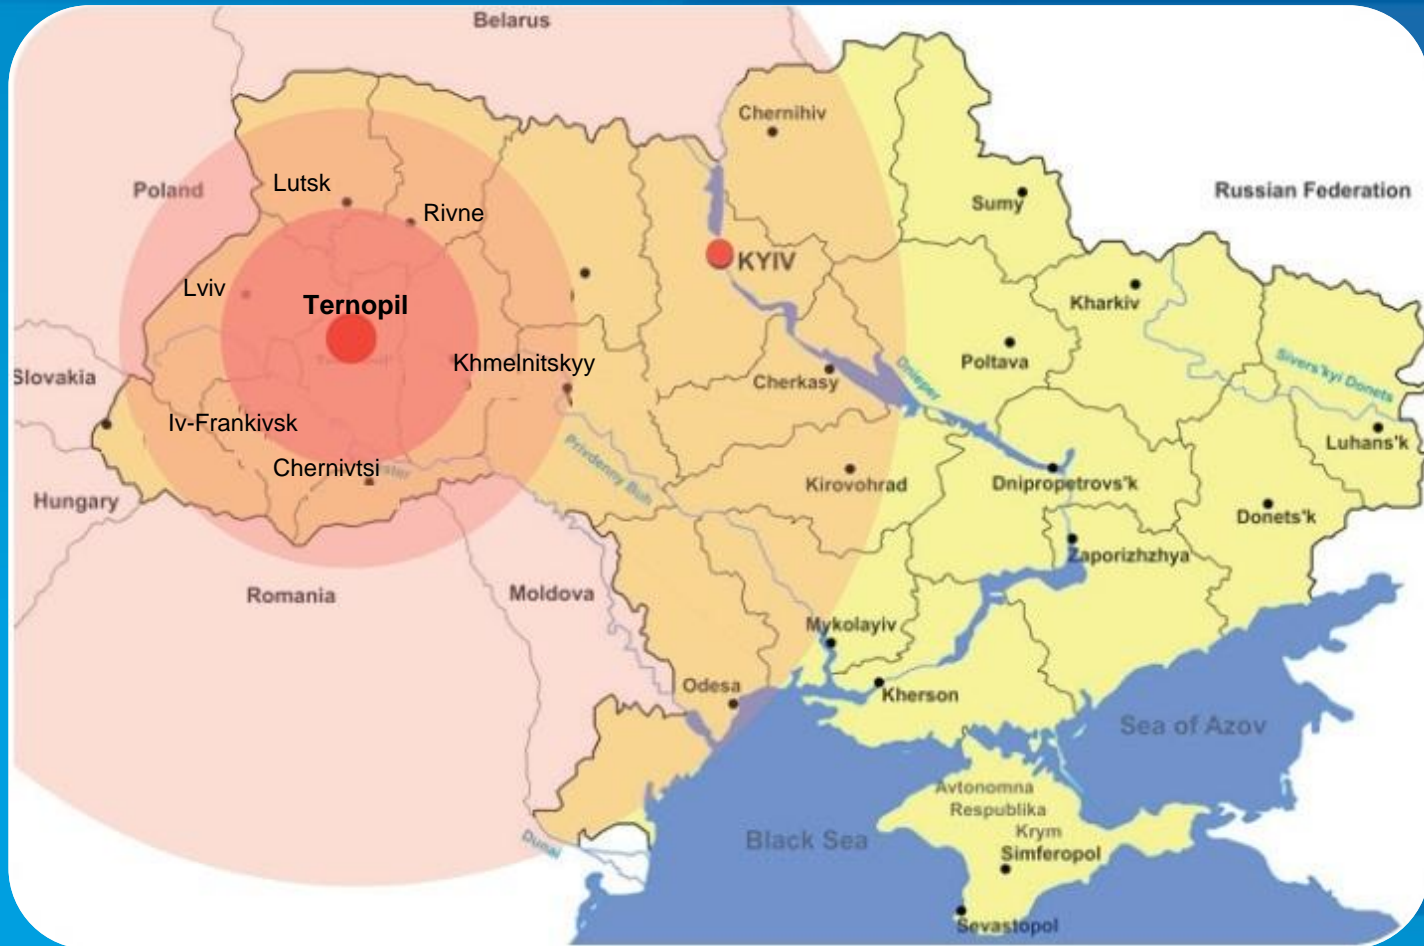 Belarus
Chernihiv
Lutsk
Poland
Russian Federation
Sumy
Rivne
KYIV
Lviv
Ternopil
Kharkiv
Khmelnitskyy
Poltava
Slovakia
Cherkasy
Dnieper
Sivers'kyi Donets
Iv-Frankivsk
Luhans'k
Chernivtsi
Privdenny Buh
Kirovohrad
Dnipropetrovs'k
Hungary
Donets'k
Zaporizhzhya
Romania
Moldova
Mykolayiv
Odesa
Kherson
Sea of Azov
Avtonomna
Respublika
Krym
Black Sea
Dunai
Simferopol
Sevastopol